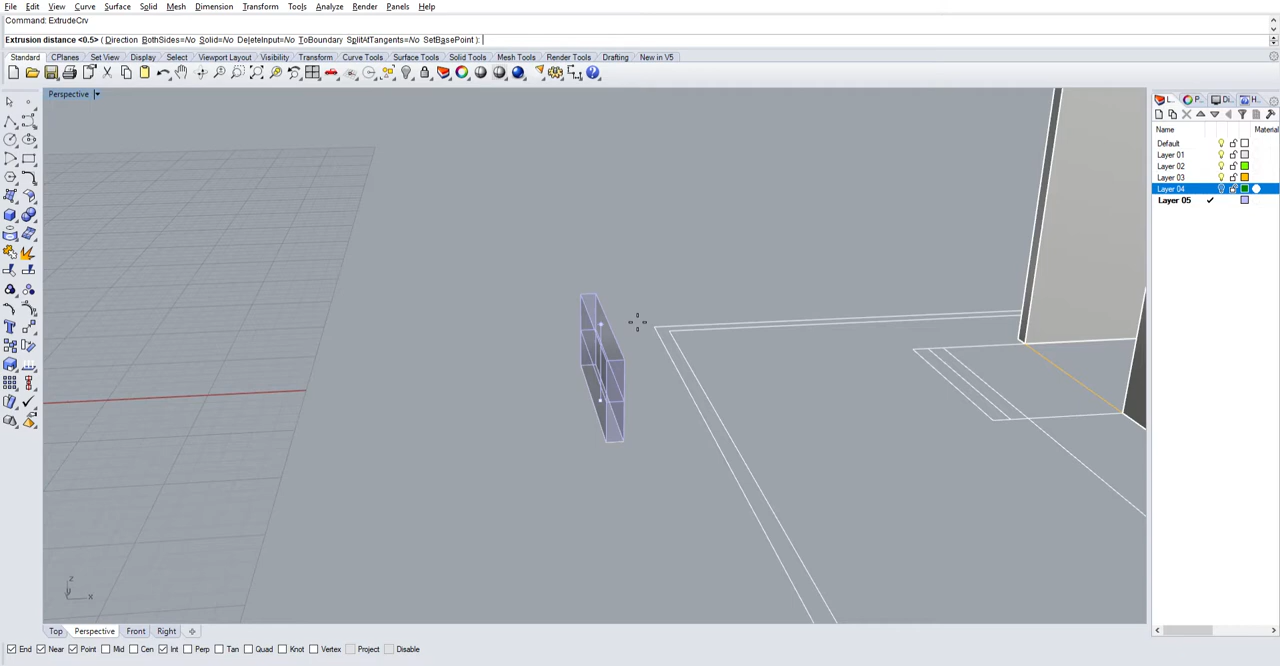 File Edit View Curve Surface Solid Mesh Dimension Transform Tools Analyze Render Panels Help
Command: ExtrudeCrv
Extrusion distance <0.5> ( Direction BothSides=No Solid=No DeleteInput=No ToBoundary SplitAtTangents=No SetBasePoint ):
Standard CPlanes Set View Display Select Viewport Layout Visibility Transform Curve Tools Surface Tools Solid Tools Mesh Tools Render Tools Drafting New in V5
Perspective
L... P... Di... H...
Name Material
Default
Layer 01
Layer 02
Layer 03
Layer 04
Layer 05
z
x
Top Perspective Front Right
End Near Point Mid Cen Int Perp Tan Quad Knot Vertex Project Disable